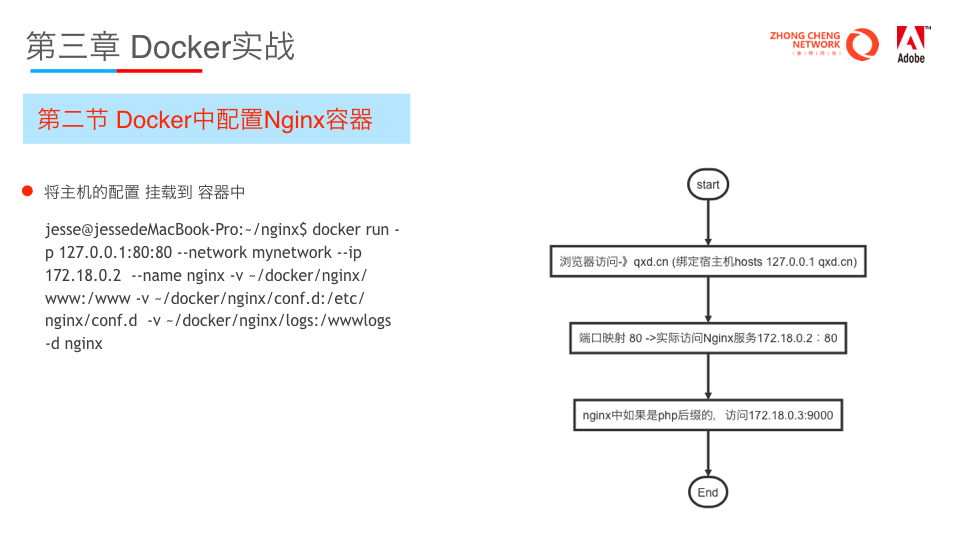 第三章 Docker实战
ZHONG CHENG
NETWORK
Adobe
第二节 Docker中配置Nginx容器
将主机的配置 挂载到 容器中
jesse@jessedeMacBook-Pro:~/nginx$ docker run -
p 127.0.0.1:80:80 --network mynetwork --ip
172.18.0.2  --name nginx -v ~/docker/nginx/
www:/www -v ~/docker/nginx/conf.d:/etc/
nginx/conf.d  -v ~/docker/nginx/logs:/wwwlogs
-d nginx
start
浏览器访问-》qxd.cn (绑定宿主机hosts 127.0.0.1 qxd.cn)
端口映射 80 ->实际访问Nginx服务172.18.0.2：80
nginx中如果是php后缀的，访问172.18.0.3:9000
End